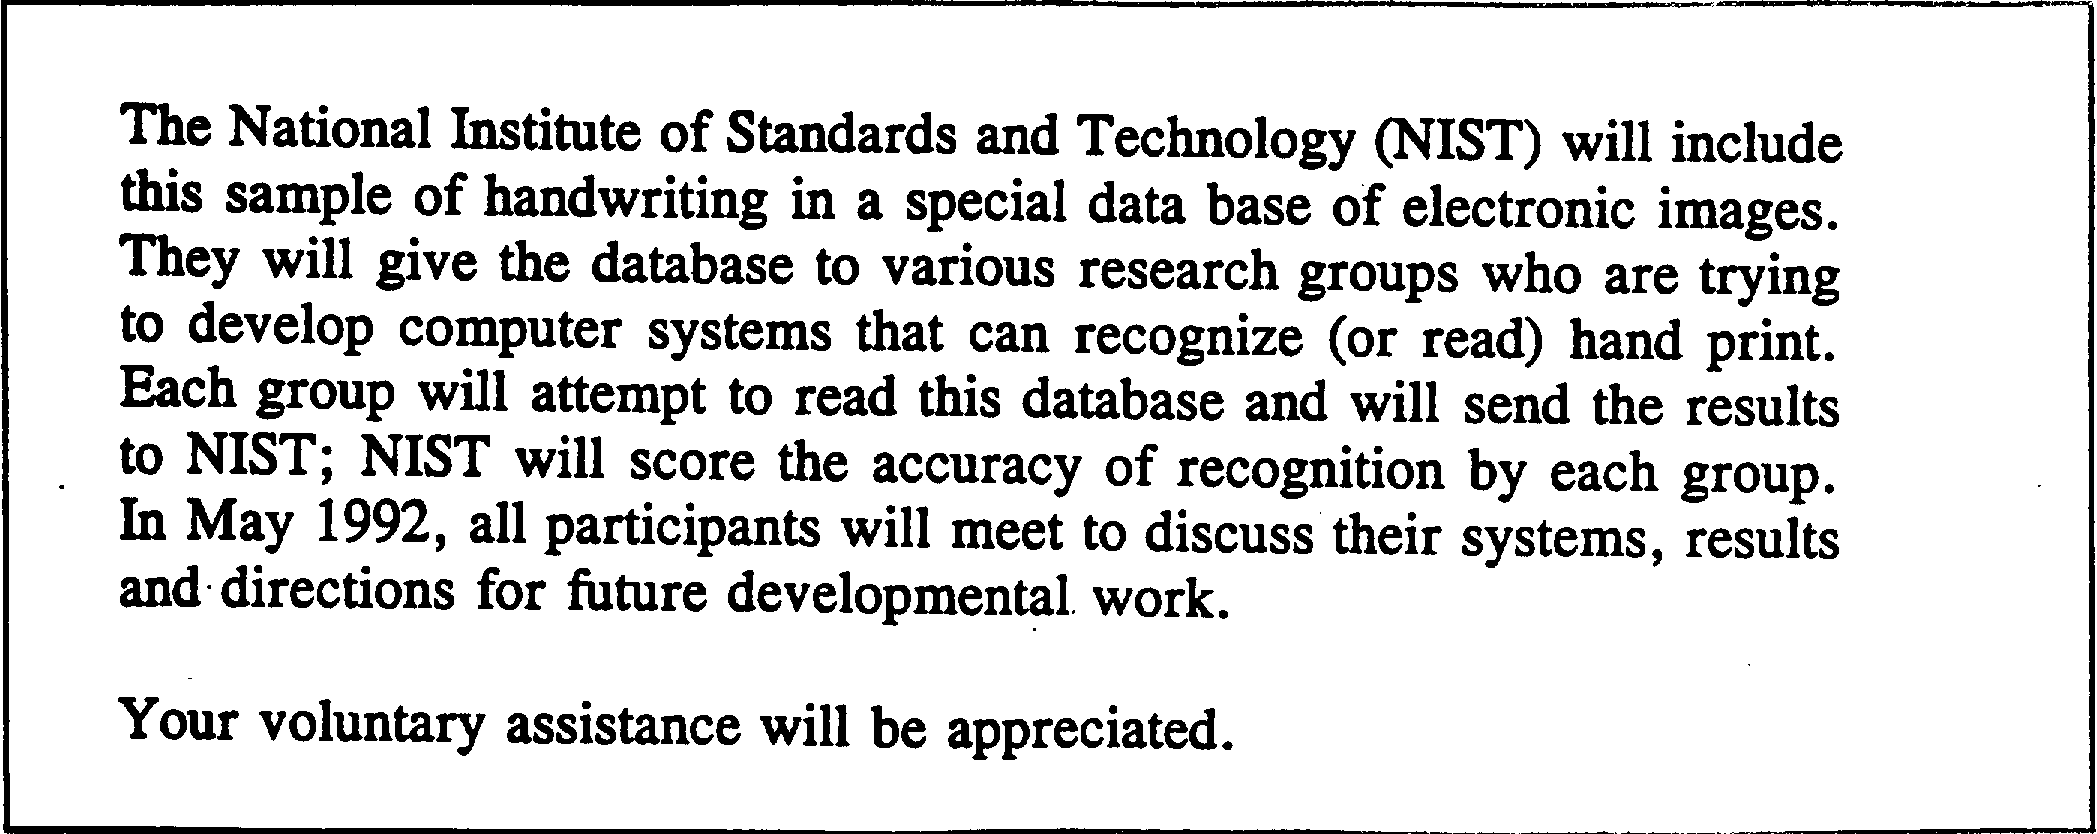 The National Institute of Standards and Technology (NIST) will include
this sample of handwriting in a special data base of electronic images.
They will give the database to various research groups who are trying
to develop computer systems that can recognize (or read) hand print.
Each group will attempt to read this database and will send the results
to NIST; NIST will score the accuracy of recognition by each group.
In May 1992, all participants will meet to discuss their systems, results
and directions for future developmental work.

Your voluntary assistance will be appreciated.